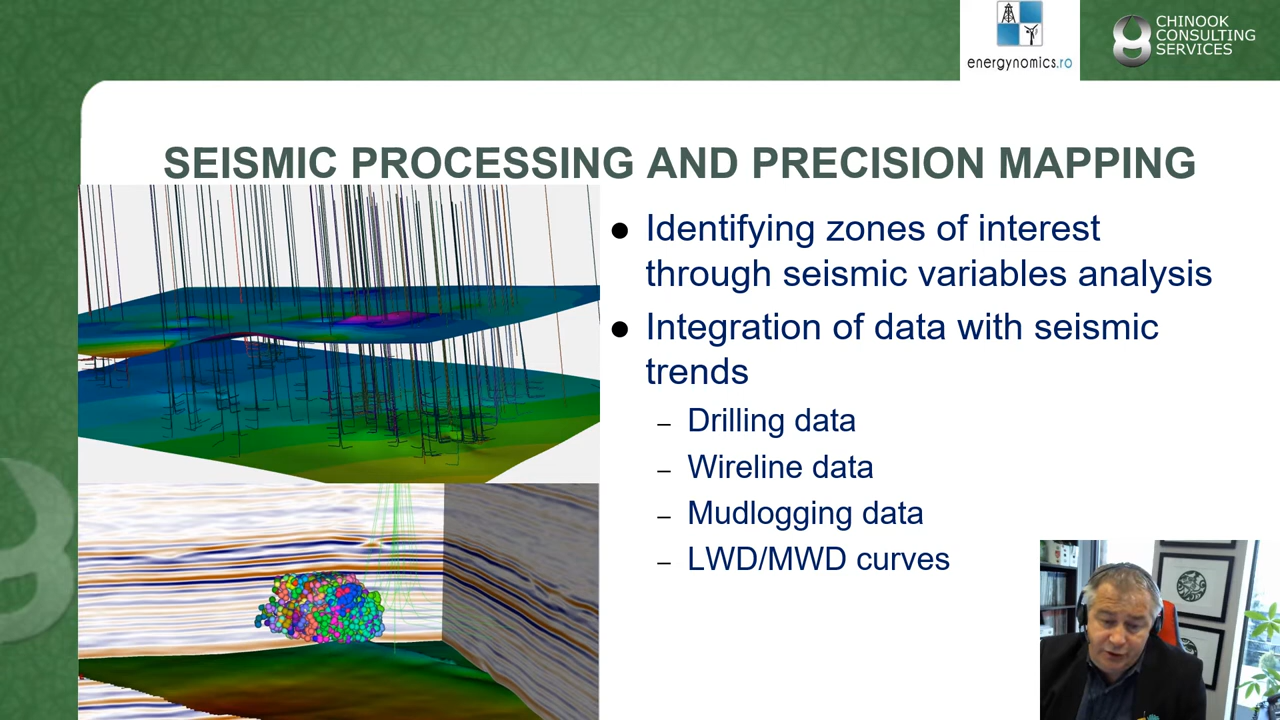 energynomics.ro
CHINOOK
CONSULTING
SERVICES
SEISMIC PROCESSING AND PRECISION MAPPING
● Identifying zones of interest
through seismic variables analysis
● Integration of data with seismic
trends
– Drilling data
– Wireline data
– Mudlogging data
– LWD/MWD curves